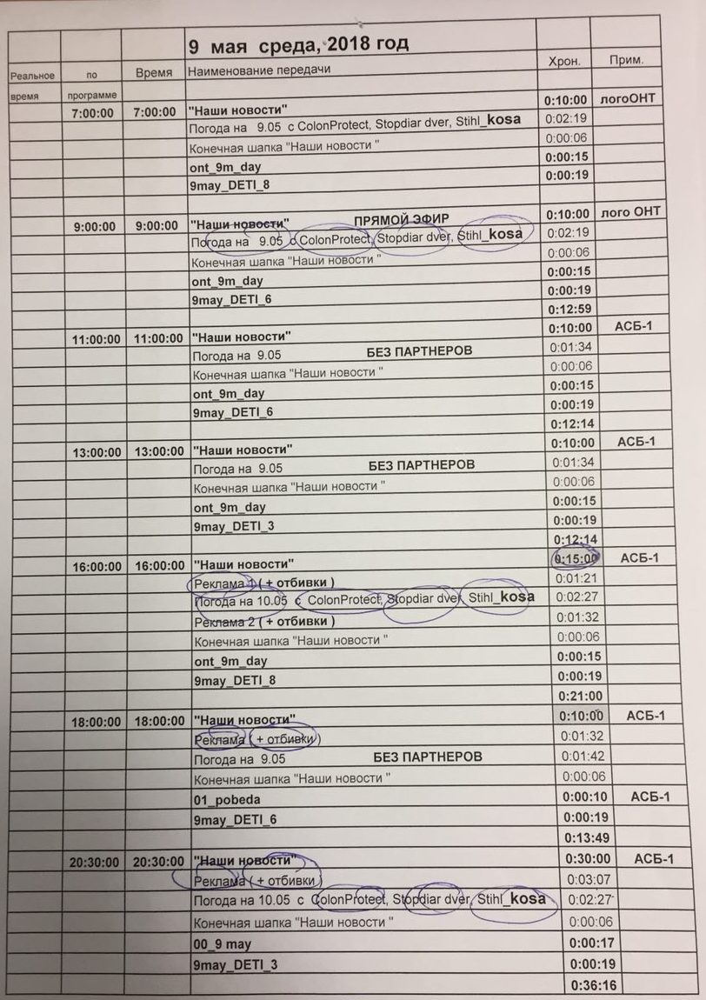 9 мая среда, 2018 год
Реальное время по программе Время Наименование передачи Хрон. Прим.
7:00:00 7:00:00 "Наши новости" 0:10:00 логоОНТ
Погода на 9.05 с ColonProtect, Stopdiar dver, Stihl_kosa 0:02:19
Конечная шапка "Наши новости " 0:00:06
ont_9m_day 0:00:15
9may_DETI_8 0:00:19
9:00:00 9:00:00 "Наши новости" ПРЯМОЙ ЭФИР 0:10:00 лого ОНТ
Погода на 9.05 с ColonProtect, Stopdiar dver, Stihl_kosa 0:02:19
Конечная шапка "Наши новости " 0:00:06
ont_9m_day 0:00:15
9may_DETI_6 0:00:19
0:12:59
11:00:00 11:00:00 "Наши новости" 0:10:00 АСБ-1
Погода на 9.05 БЕЗ ПАРТНЕРОВ 0:01:34
Конечная шапка "Наши новости " 0:00:06
ont_9m_day 0:00:15
9may_DETI_6 0:00:19
0:12:14
13:00:00 13:00:00 "Наши новости" 0:10:00 АСБ-1
Погода на 9.05 БЕЗ ПАРТНЕРОВ 0:01:34
Конечная шапка "Наши новости " 0:00:06
ont_9m_day 0:00:15
9may_DETI_3 0:00:19
0:12:14
16:00:00 16:00:00 "Наши новости" 0:15:00 АСБ-1
Реклама 1 ( + отбивки ) 0:01:21
Погода на 10.05 с ColonProtect, Stopdiar dver, Stihl_kosa 0:02:27
Реклама 2 ( + отбивки ) 0:01:32
Конечная шапка "Наши новости " 0:00:06
ont_9m_day 0:00:15
9may_DETI_8 0:00:19
0:21:00
18:00:00 18:00:00 "Наши новости" 0:10:00 АСБ-1
Реклама ( + отбивки ) 0:01:32
Погода на 9.05 БЕЗ ПАРТНЕРОВ 0:01:42
Конечная шапка "Наши новости " 0:00:06
01_pobeda 0:00:10 АСБ-1
9may_DETI_6 0:00:19
0:13:49
20:30:00 20:30:00 "Наши новости" 0:30:00 АСБ-1
Реклама ( + отбивки ) 0:03:07
Погода на 10.05 с ColonProtect, Stopdiar dver, Stihl_kosa 0:02:27
Конечная шапка "Наши новости " 0:00:06
00_9 may 0:00:17
9may_DETI_3 0:00:19
0:36:16